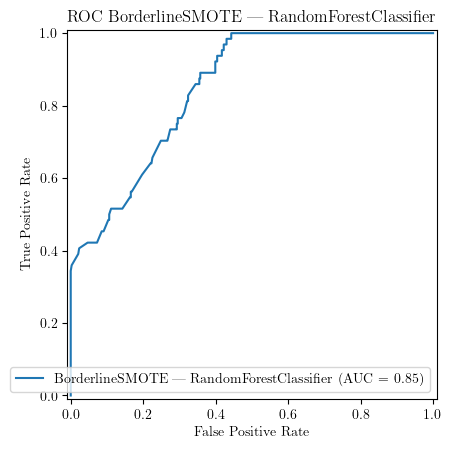 ROC BorderlineSMOTE — RandomForestClassifier
1.0
0.8
0.6
0.4
0.2
0.0
True Positive Rate
BorderlineSMOTE — RandomForestClassifier (AUC = 0.85)
0.0 0.2 0.4 0.6 0.8 1.0
False Positive Rate